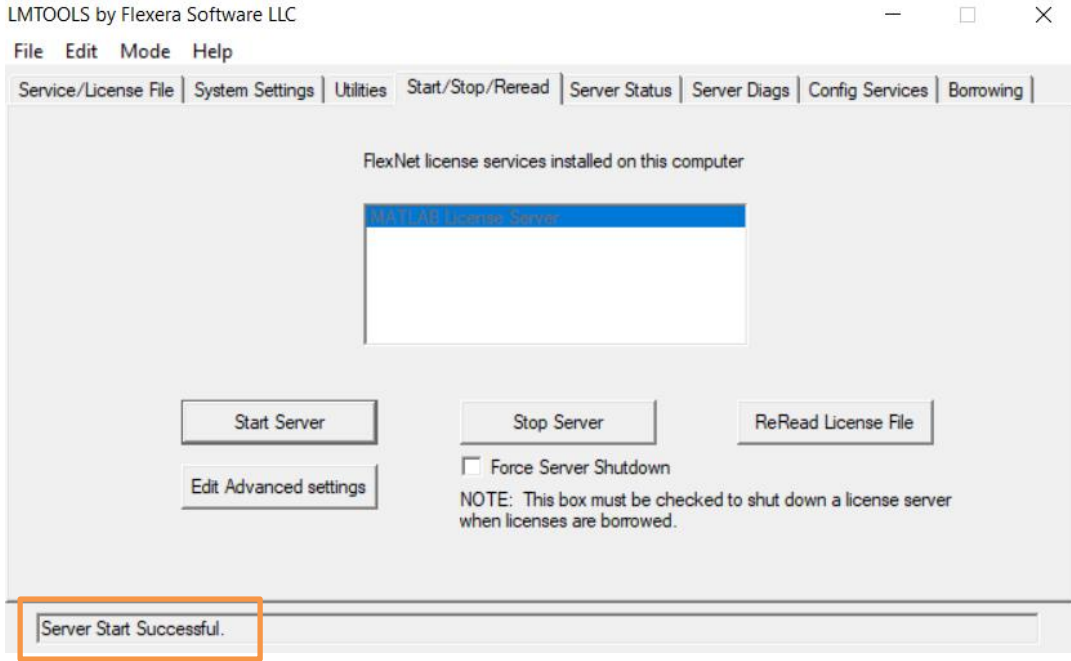 LMTOOLS by Flexera Software LLC
File Edit Mode Help
Service/License File System Settings Utilities Start/Stop/Reread Server Status Server Diags Config Services Borrowing
FlexNet license services installed on this computer
MATLAB License Server
Start Server Stop Server ReRead License File
Edit Advanced settings
Force Server Shutdown
NOTE: This box must be checked to shut down a license server
when licenses are borrowed.
Server Start Successful.